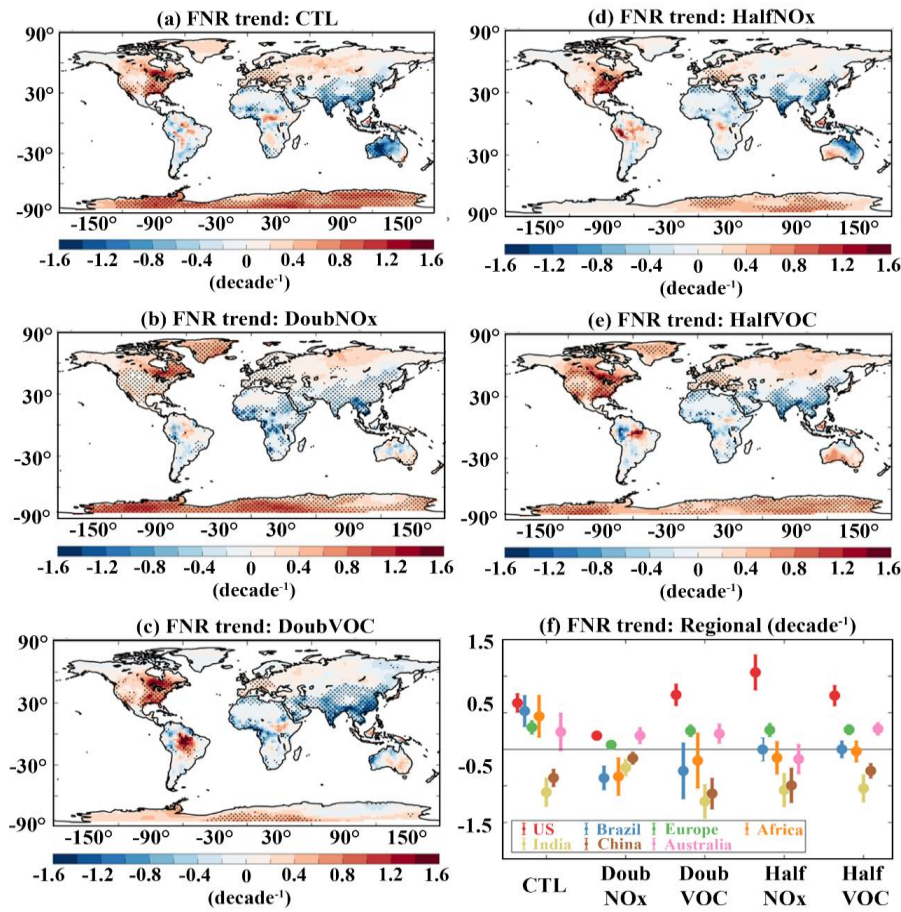 (a) FNR trend: CTL
90°
30°
-30°
-90°
-150° -90° -30° 30° 90° 150°
-1.6 -1.2 -0.8 -0.4 0 0.4 0.8 1.2 1.6
(decade⁻¹)
(b) FNR trend: DoubNOx
90°
30°
-30°
-90°
-150° -90° -30° 30° 90° 150°
-1.6 -1.2 -0.8 -0.4 0 0.4 0.8 1.2 1.6
(decade⁻¹)
(c) FNR trend: DoubVOC
90°
30°
-30°
-90°
-150° -90° -30° 30° 90° 150°
-1.6 -1.2 -0.8 -0.4 0 0.4 0.8 1.2 1.6
(decade⁻¹)
(d) FNR trend: HalfNOx
90°
30°
-30°
-90°
-150° -90° -30° 30° 90° 150°
-1.6 -1.2 -0.8 -0.4 0 0.4 0.8 1.2 1.6
(decade⁻¹)
(e) FNR trend: HalfVOC
90°
30°
-30°
-90°
-150° -90° -30° 30° 90° 150°
-1.6 -1.2 -0.8 -0.4 0 0.4 0.8 1.2 1.6
(decade⁻¹)
(f) FNR trend: Regional (decade⁻¹)
1.5
0.5
-0.5
-1.5
US Brazil Europe Africa
India China Australia
CTL Doub Doub Half Half
NOx VOC NOx VOC